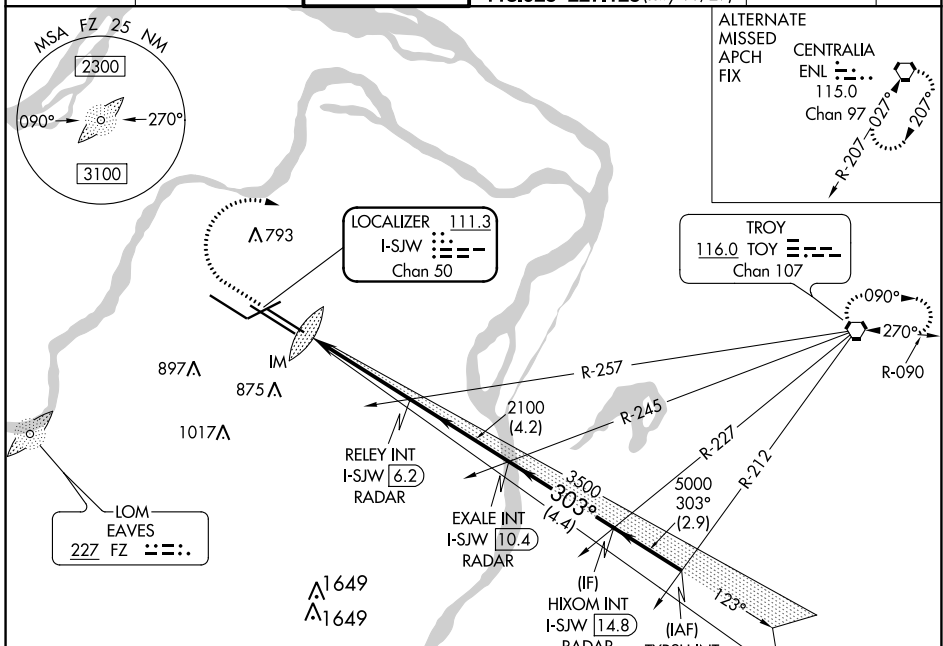 MSA FZ 25 NM
2300
090°
270°
3100
ALTERNATE
MISSED
APCH
FIX
CENTRALIA
ENL
115.0
Chan 97
R-207
027°
207°
793
LOCALIZER 111.3
I-SJW
Chan 50
TROY
116.0 TOY
Chan 107
090°
270°
R-090
IM
897
875
1017
R-257
R-245
R-227
R-212
2100
(4.2)
RELEY INT
I-SJW 6.2
RADAR
3500
303°
(4.4)
5000
303°
(2.9)
EXALE INT
I-SJW 10.4
RADAR
LOM
EAVES
227 FZ
1649
1649
(IF)
HIXOM INT
I-SJW 14.8
RADAR
(IAF)
123°